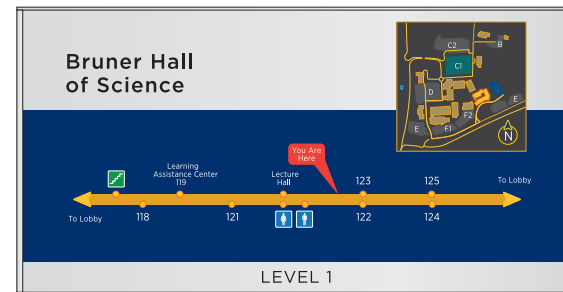 Bruner Hall
of Science
C2
B
C1
D
E
F2
F1
E
N
You Are
Here
Learning
Assistance Center
119
Lecture
Hall
123
125
To Lobby
To Lobby
118
121
122
124
LEVEL 1